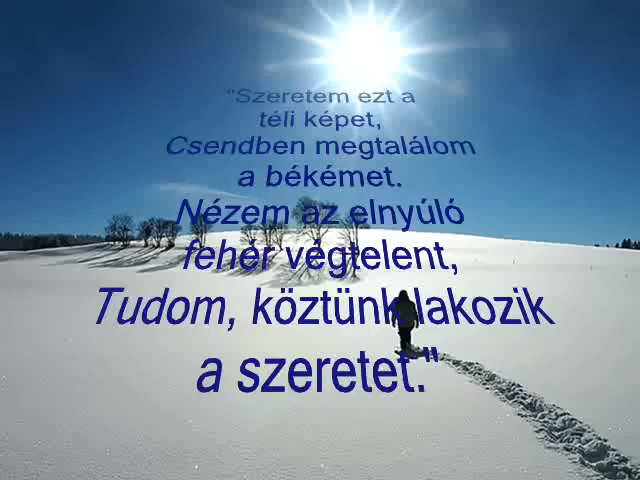 "Szeretem ezt a
téli képet,
Csendben megtalálom
a békémet.
Nézem az elnyúló
fehér végtelent,
Tudom, köztünk lakozik
a szeretet."